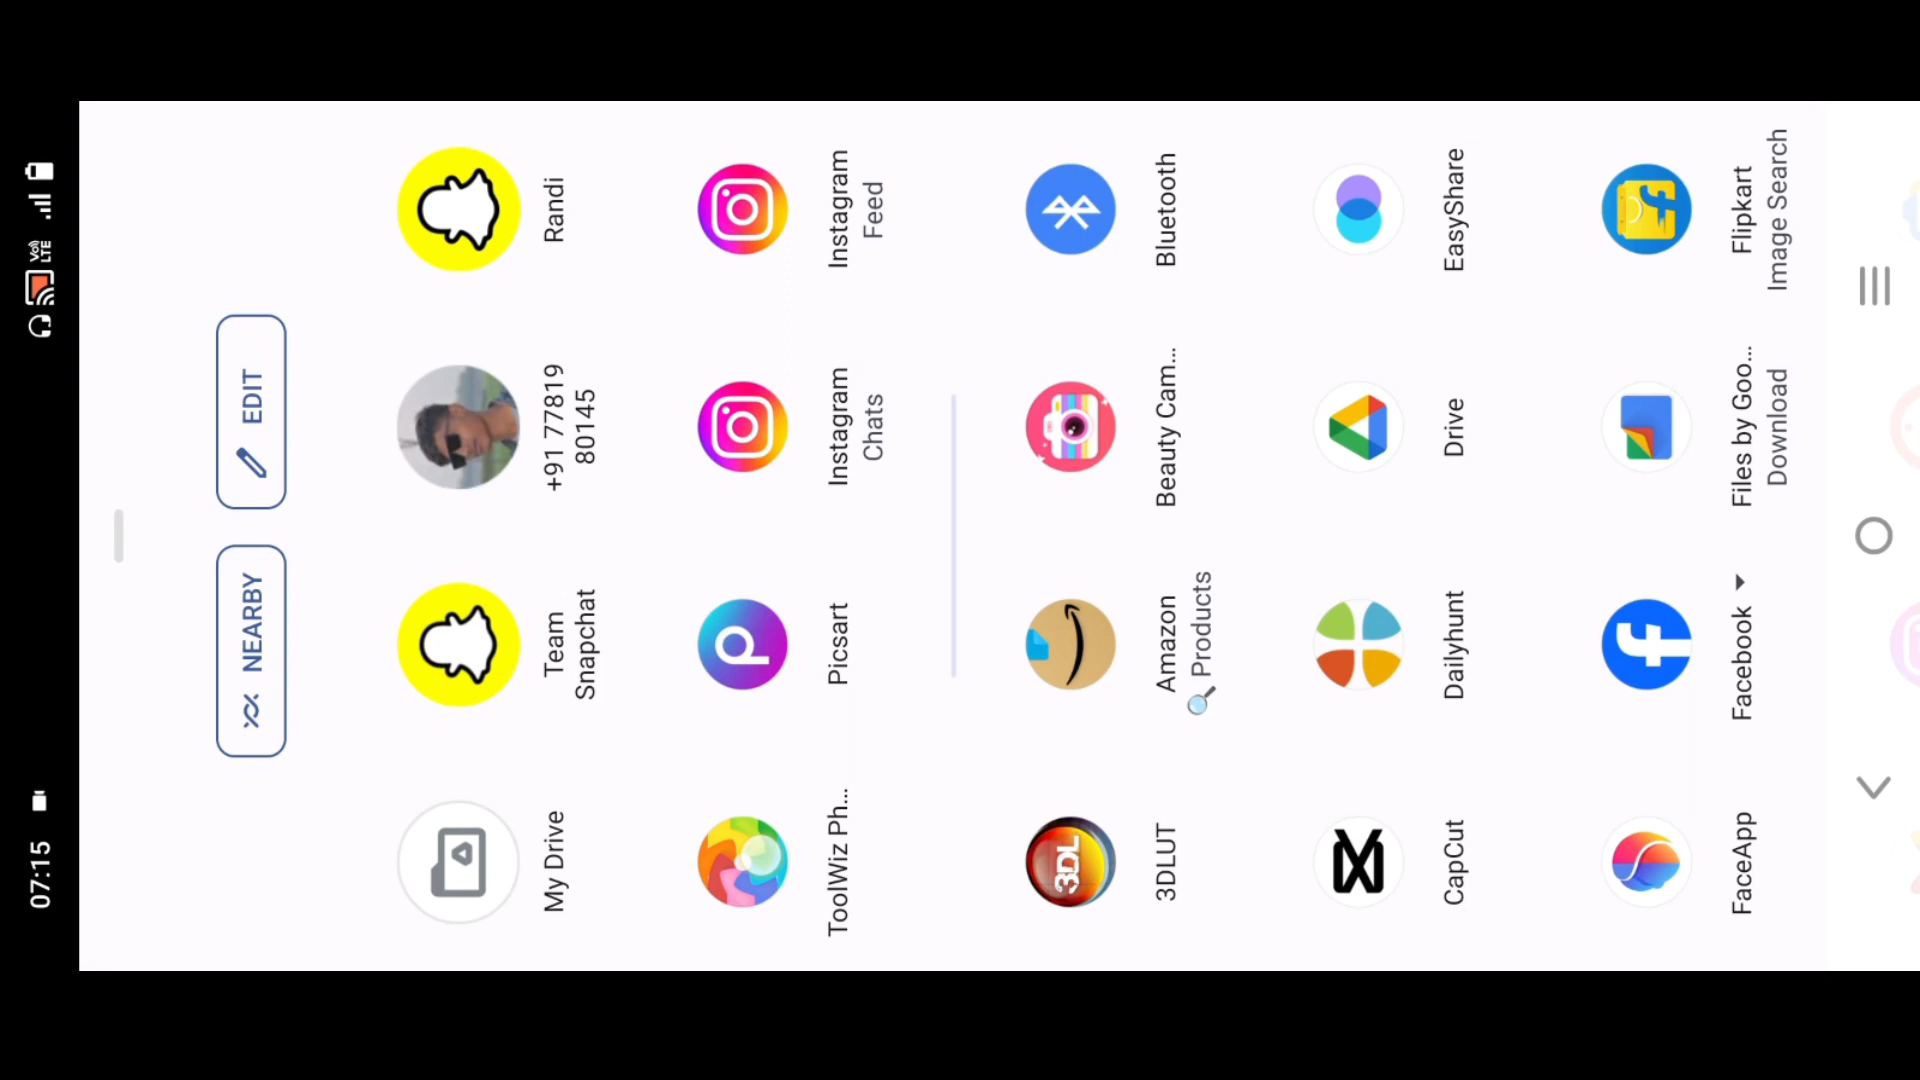 07:15
Vo))
LTE
NEARBY
EDIT
My Drive
Team
Snapchat
+91 77819
80145
Randi
ToolWiz Ph...
Picsart
Instagram
Chats
Instagram
Feed
3DL
3DLUT
Amazon
🔍 Products
Beauty Cam...
Bluetooth
CapCut
Dailyhunt
Drive
EasyShare
FaceApp
Facebook
Files by Goo...
Download
Flipkart
Image Search